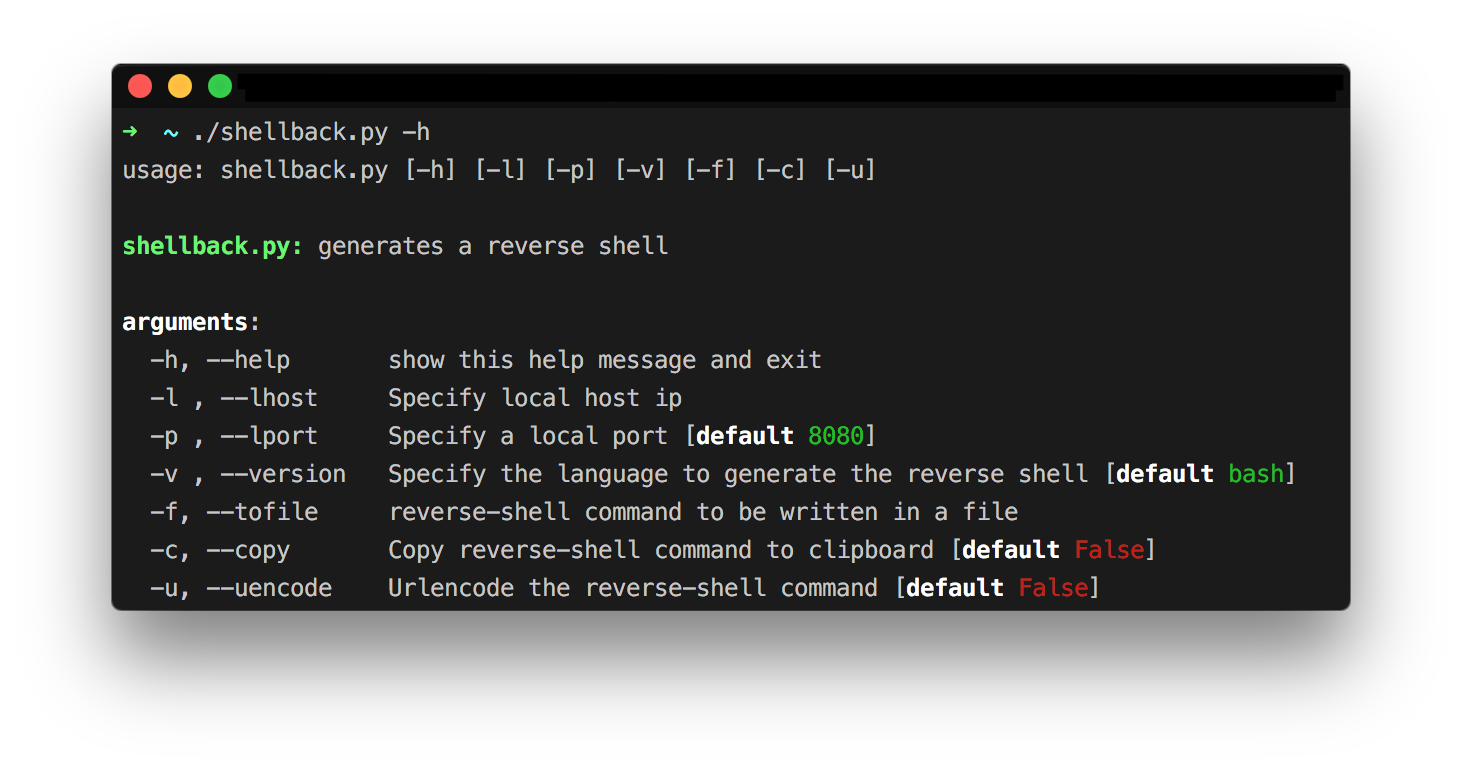 ➜ ~ ./shellback.py -h
usage: shellback.py [-h] [-l] [-p] [-v] [-f] [-c] [-u]
shellback.py: generates a reverse shell
arguments:
-h, --help show this help message and exit
-l , --lhost Specify local host ip
-p , --lport Specify a local port [default 8080]
-v , --version Specify the language to generate the reverse shell [default bash]
-f, --tofile reverse-shell command to be written in a file
-c, --copy Copy reverse-shell command to clipboard [default False]
-u, --uencode Urlencode the reverse-shell command [default False]